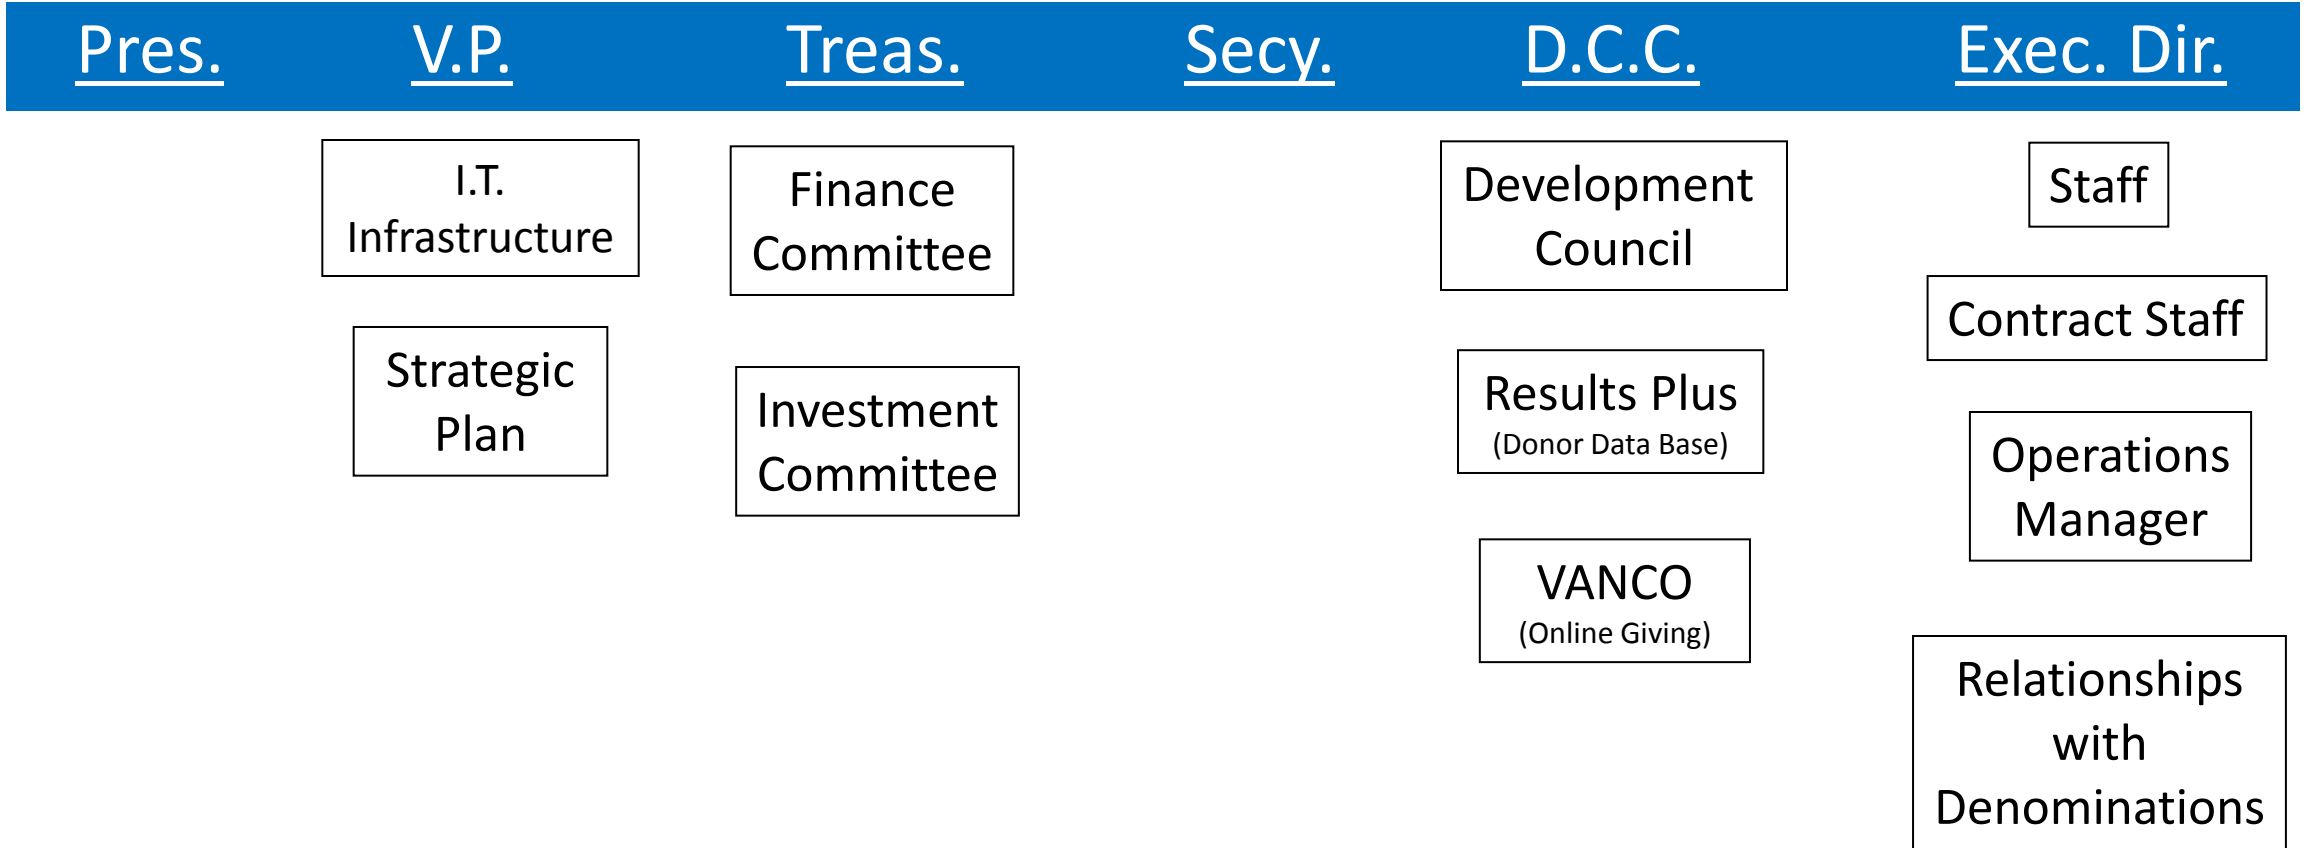 Pres. V.P. Treas. Secy. D.C.C. Exec. Dir.
I.T.
Infrastructure
Strategic
Plan
Finance
Committee
Investment
Committee
Development
Council
Results Plus
(Donor Data Base)
VANCO
(Online Giving)
Staff
Contract Staff
Operations
Manager
Relationships
with
Denominations